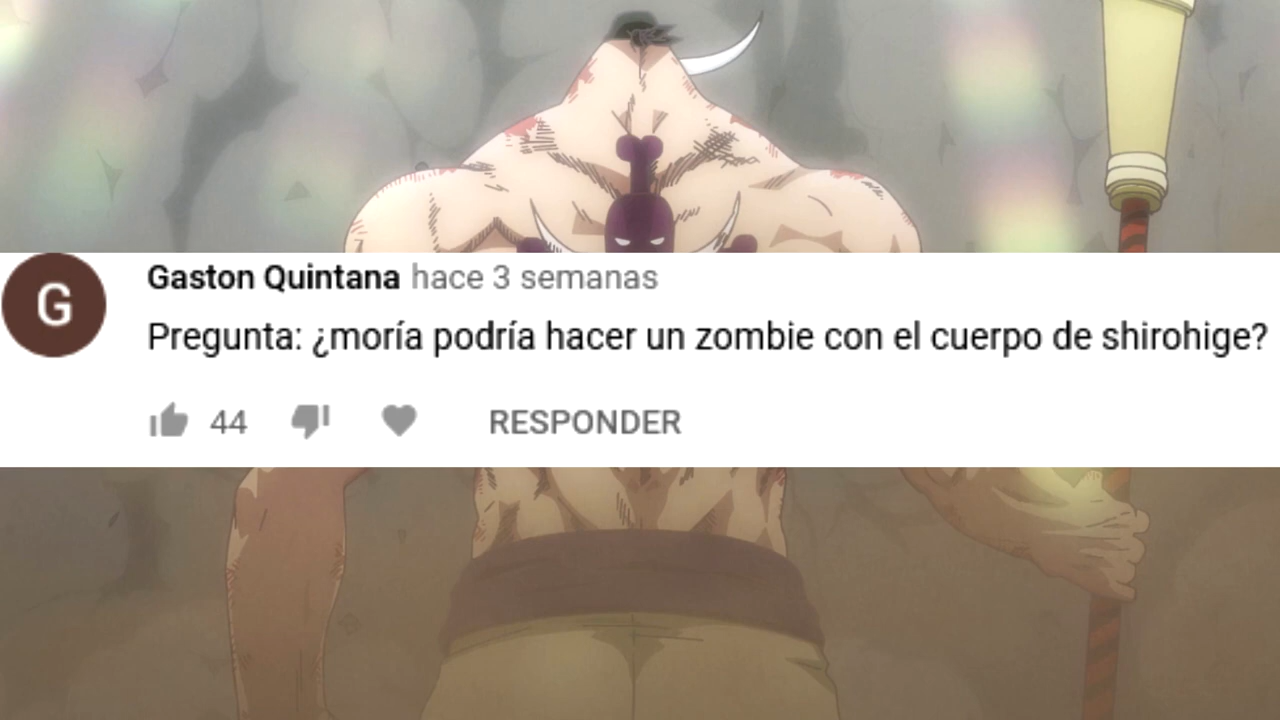 G
Gaston Quintana hace 3 semanas
Pregunta: ¿moría podría hacer un zombie con el cuerpo de shirohige?
44 RESPONDER